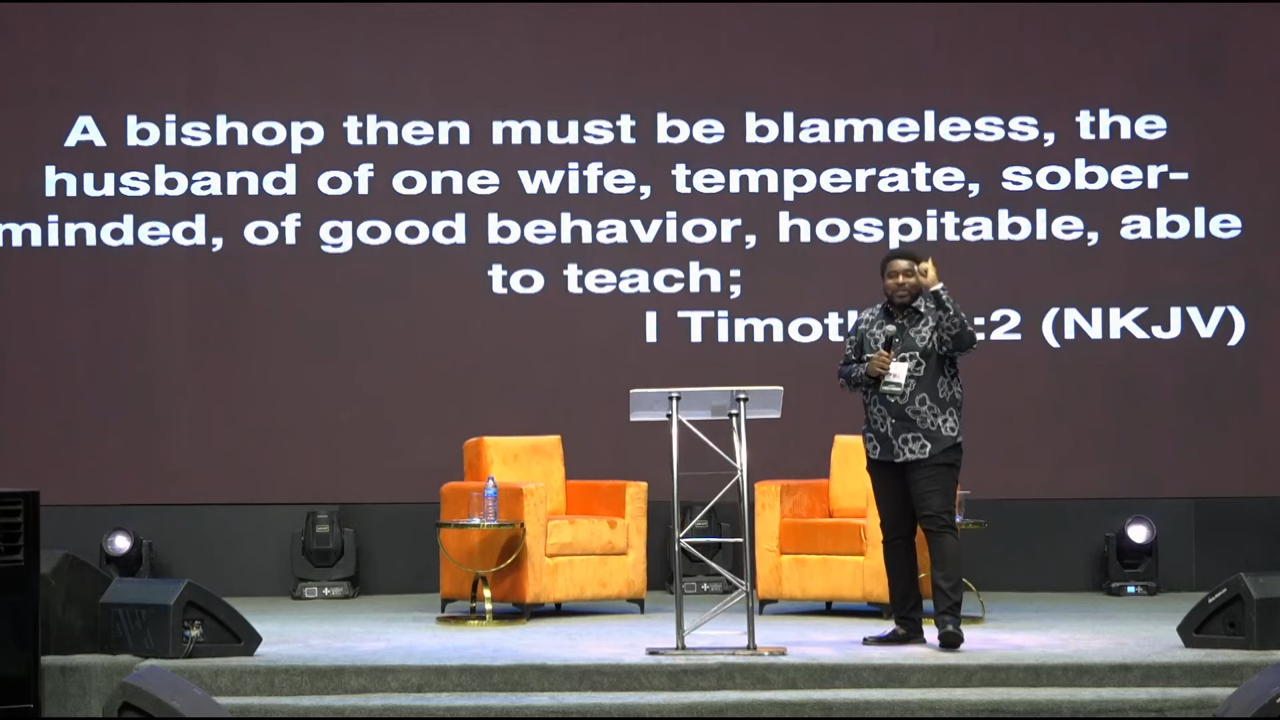 A bishop then must be blameless, the
husband of one wife, temperate, sober-
minded, of good behavior, hospitable, able
to teach;
I :2 (NKJV)